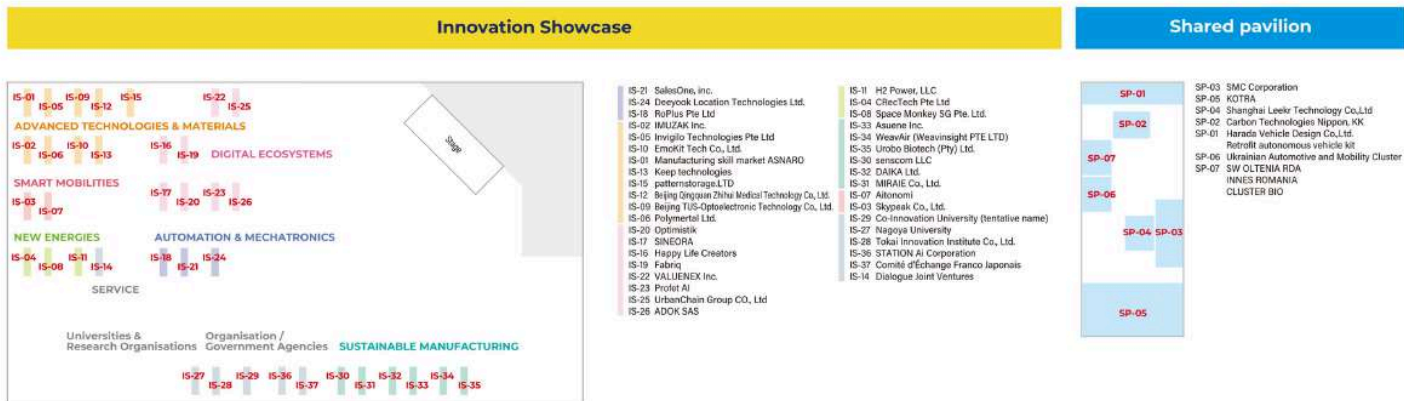 Innovation Showcase
Shared pavilion
IS-01 IS-09 IS-15 IS-22
IS-05 IS-12 IS-25
ADVANCED TECHNOLOGIES & MATERIALS
IS-02 IS-10 IS-16
IS-06 IS-13 IS-19 DIGITAL ECOSYSTEMS
SMART MOBILITIES
IS-17 IS-23
IS-03 IS-20 IS-26
IS-07
NEW ENERGIES AUTOMATION & MECHATRONICS
IS-04 IS-11 IS-18 IS-24
IS-08 IS-14 IS-21
SERVICE
Universities & Organisation /
Research Organisations Government Agencies SUSTAINABLE MANUFACTURING
IS-27 IS-29 IS-36 IS-30 IS-32 IS-34
IS-28 IS-37 IS-31 IS-33 IS-35
Stage
IS-21 SalesOne, inc.
IS-24 Deeyook Location Technologies Ltd.
IS-18 RoPlus Pte Ltd
IS-02 IMUZAK Inc.
IS-05 Invigilo Technologies Pte Ltd
IS-10 EmoKit Tech Co., Ltd.
IS-01 Manufacturing skill market ASNARO
IS-13 Keep technologies
IS-15 patternstorage.LTD
IS-12 Beijing Qingquan Zhihui Medical Technology Co., Ltd.
IS-09 Beijing TUS-Optoelectronic Technology Co., Ltd.
IS-06 Polymertal Ltd.
IS-20 Optimistik
IS-17 SINEORA
IS-16 Happy Life Creators
IS-19 Fabriq
IS-22 VALUENEX Inc.
IS-23 Profet AI
IS-25 UrbanChain Group CO., Ltd
IS-26 ADOK SAS
IS-11 H2 Power, LLC
IS-04 CRecTech Pte Ltd
IS-08 Space Monkey SG Pte. Ltd.
IS-33 Asuene Inc.
IS-34 WeavAir (Weavinsight PTE LTD)
IS-35 Urobo Biotech (Pty) Ltd.
IS-30 senscom LLC
IS-32 DAIKA Ltd.
IS-31 MIRAIE Co., Ltd.
IS-07 Aitonomi
IS-03 Skypeak Co., Ltd.
IS-29 Co-Innovation University (tentative name)
IS-27 Nagoya University
IS-28 Tokai Innovation Institute Co., Ltd.
IS-36 STATION Ai Corporation
IS-37 Comité d'Échange Franco Japonais
IS-14 Dialogue Joint Ventures
SP-01
SP-02
SP-07
SP-06
SP-04 SP-03
SP-05
SP-03 SMC Corporation
SP-05 KOTRA
SP-04 Shanghai Leekr Technology Co,.Ltd
SP-02 Carbon Technologies Nippon, KK
SP-01 Harada Vehicle Design Co.,Ltd.
Retrofit autonomous vehicle kit
SP-06 Ukrainian Automotive and Mobility Cluster
SP-07 SW OLTENIA RDA
INNES ROMANIA
CLUSTER BIO